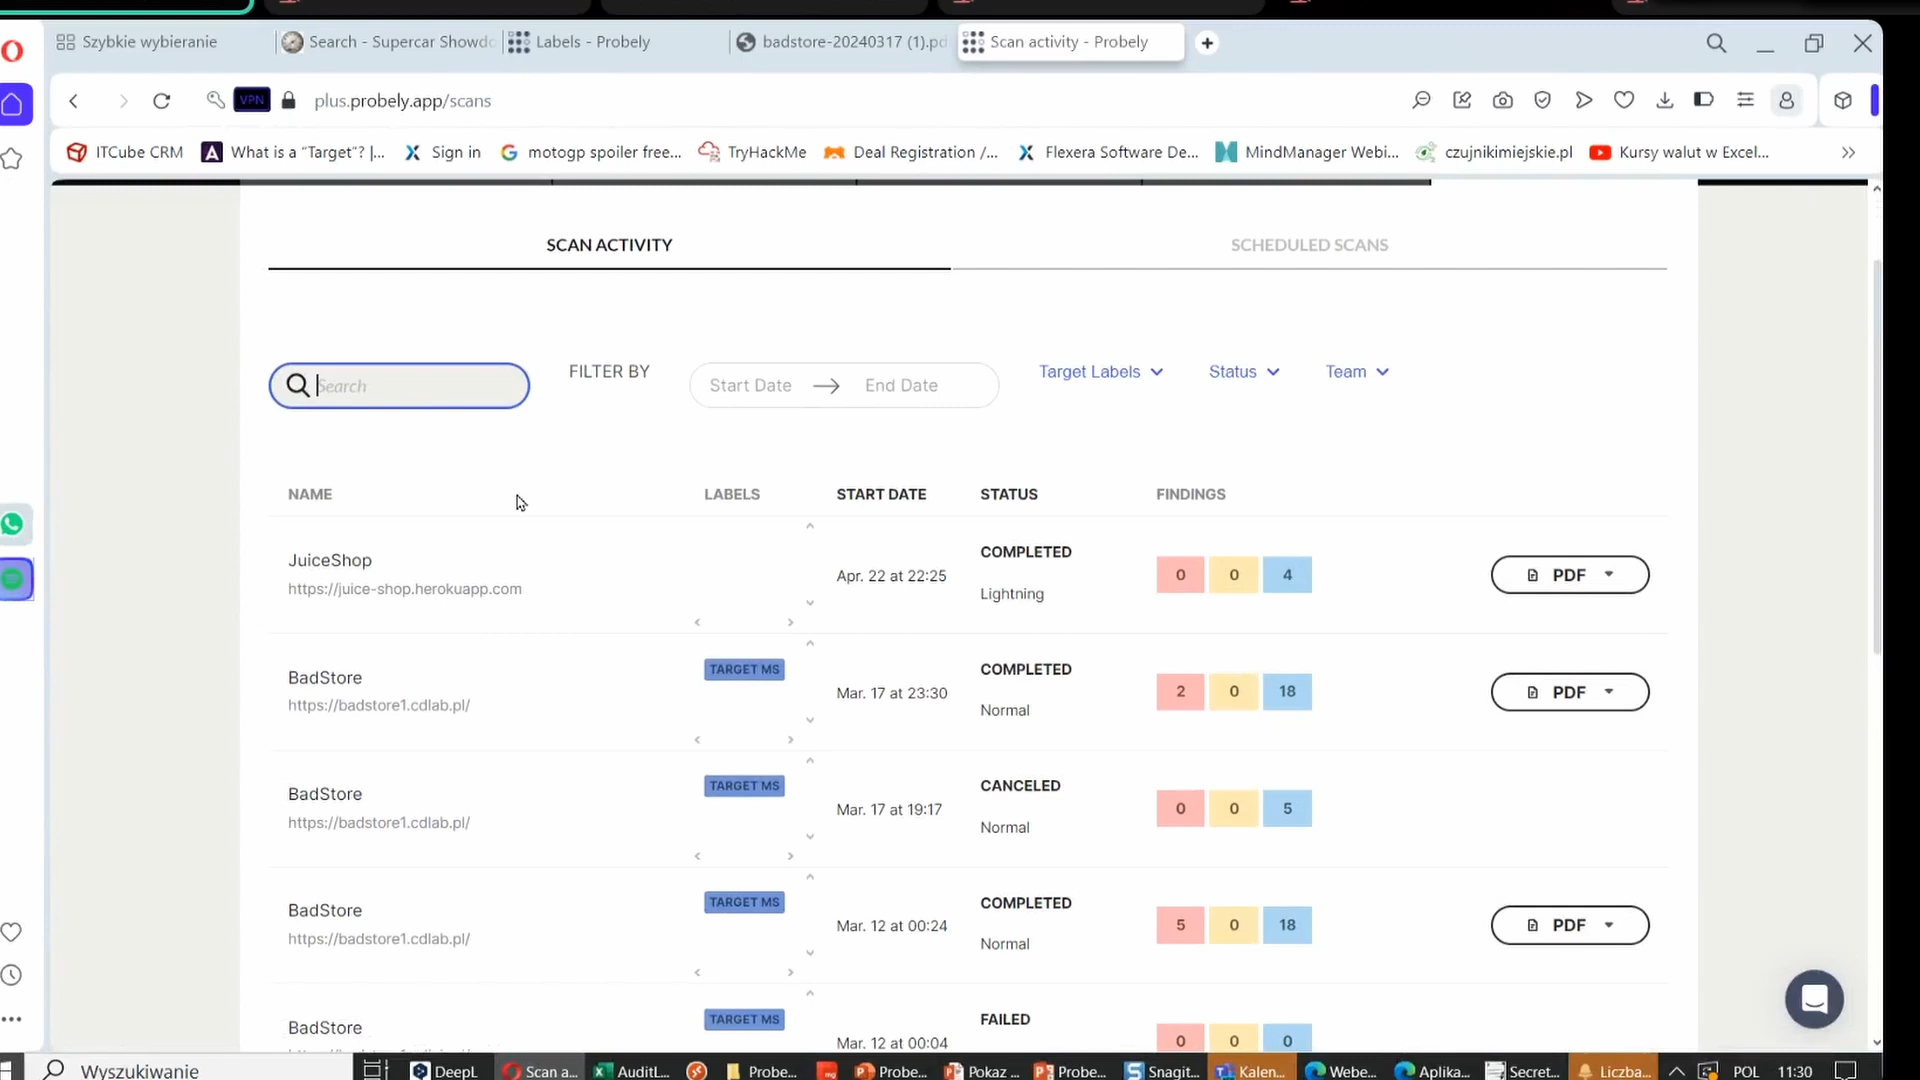 Szybkie wybieranie
Search - Supercar Showdo
Labels - Probely
badstore-20240317 (1).pd
Scan activity - Probely
VPN
plus.probely.app/scans
ITCube CRM
What is a “Target”? |...
Sign in
motogp spoiler free...
TryHackMe
Deal Registration /...
Flexera Software De...
MindManager Webi...
czujnikimiejskie.pl
Kursy walut w Excel...
SCAN ACTIVITY
SCHEDULED SCANS
Search
FILTER BY
Start Date
End Date
Target Labels
Status
Team
NAME
LABELS
START DATE
STATUS
FINDINGS
JuiceShop
https://juice-shop.herokuapp.com
Apr. 22 at 22:25
COMPLETED
Lightning
0 0 4
PDF
BadStore
https://badstore1.cdlab.pl/
TARGET MS
Mar. 17 at 23:30
COMPLETED
Normal
2 0 18
PDF
BadStore
https://badstore1.cdlab.pl/
TARGET MS
Mar. 17 at 19:17
CANCELED
Normal
0 0 5
BadStore
https://badstore1.cdlab.pl/
TARGET MS
Mar. 12 at 00:24
COMPLETED
Normal
5 0 18
PDF
BadStore
TARGET MS
Mar. 12 at 00:04
FAILED
0 0 0
Wyszukiwanie
DeepL
Scan a...
AuditL...
Probe...
Probe...
Pokaz ...
Probe...
Snagit...
Kalen...
Webe...
Aplika...
Secret...
Liczba...
POL
11:30